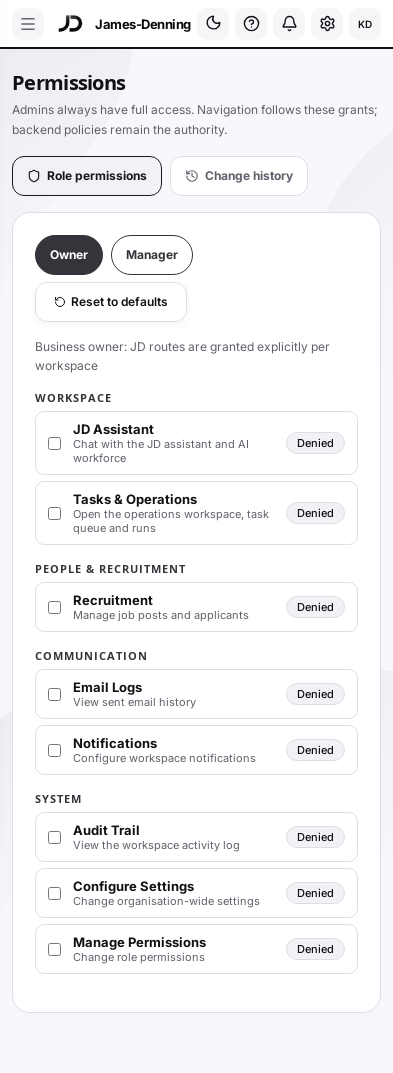 JD James-Denning KD
Permissions
Admins always have full access. Navigation follows these grants;
backend policies remain the authority.
Role permissions Change history
Owner Manager
Reset to defaults
Business owner: JD routes are granted explicitly per
workspace
WORKSPACE
JD Assistant
Chat with the JD assistant and AI
workforce
Denied
Tasks & Operations
Open the operations workspace, task
queue and runs
Denied
PEOPLE & RECRUITMENT
Recruitment
Manage job posts and applicants
Denied
COMMUNICATION
Email Logs
View sent email history
Denied
Notifications
Configure workspace notifications
Denied
SYSTEM
Audit Trail
View the workspace activity log
Denied
Configure Settings
Change organisation-wide settings
Denied
Manage Permissions
Change role permissions
Denied